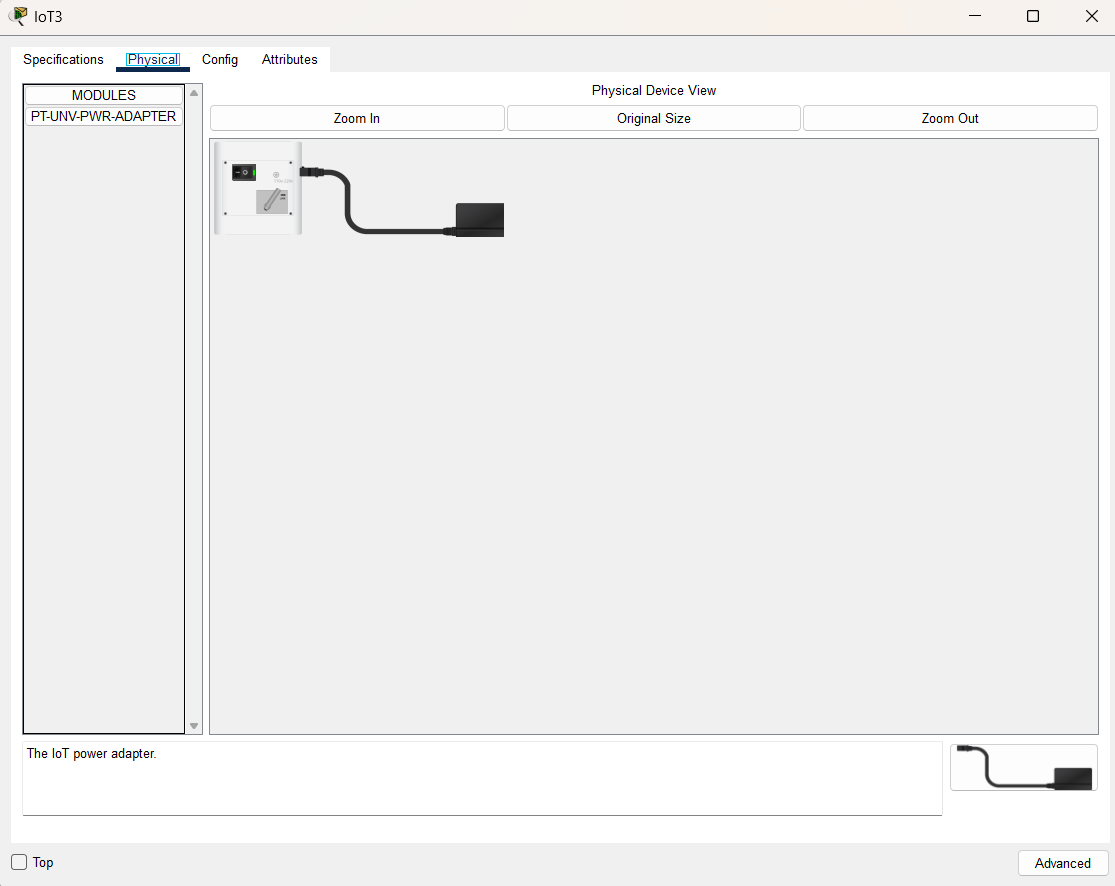 IoT3
Specifications Physical Config Attributes
MODULES
PT-UNV-PWR-ADAPTER
Physical Device View
Zoom In Original Size Zoom Out
The IoT power adapter.
Top
Advanced